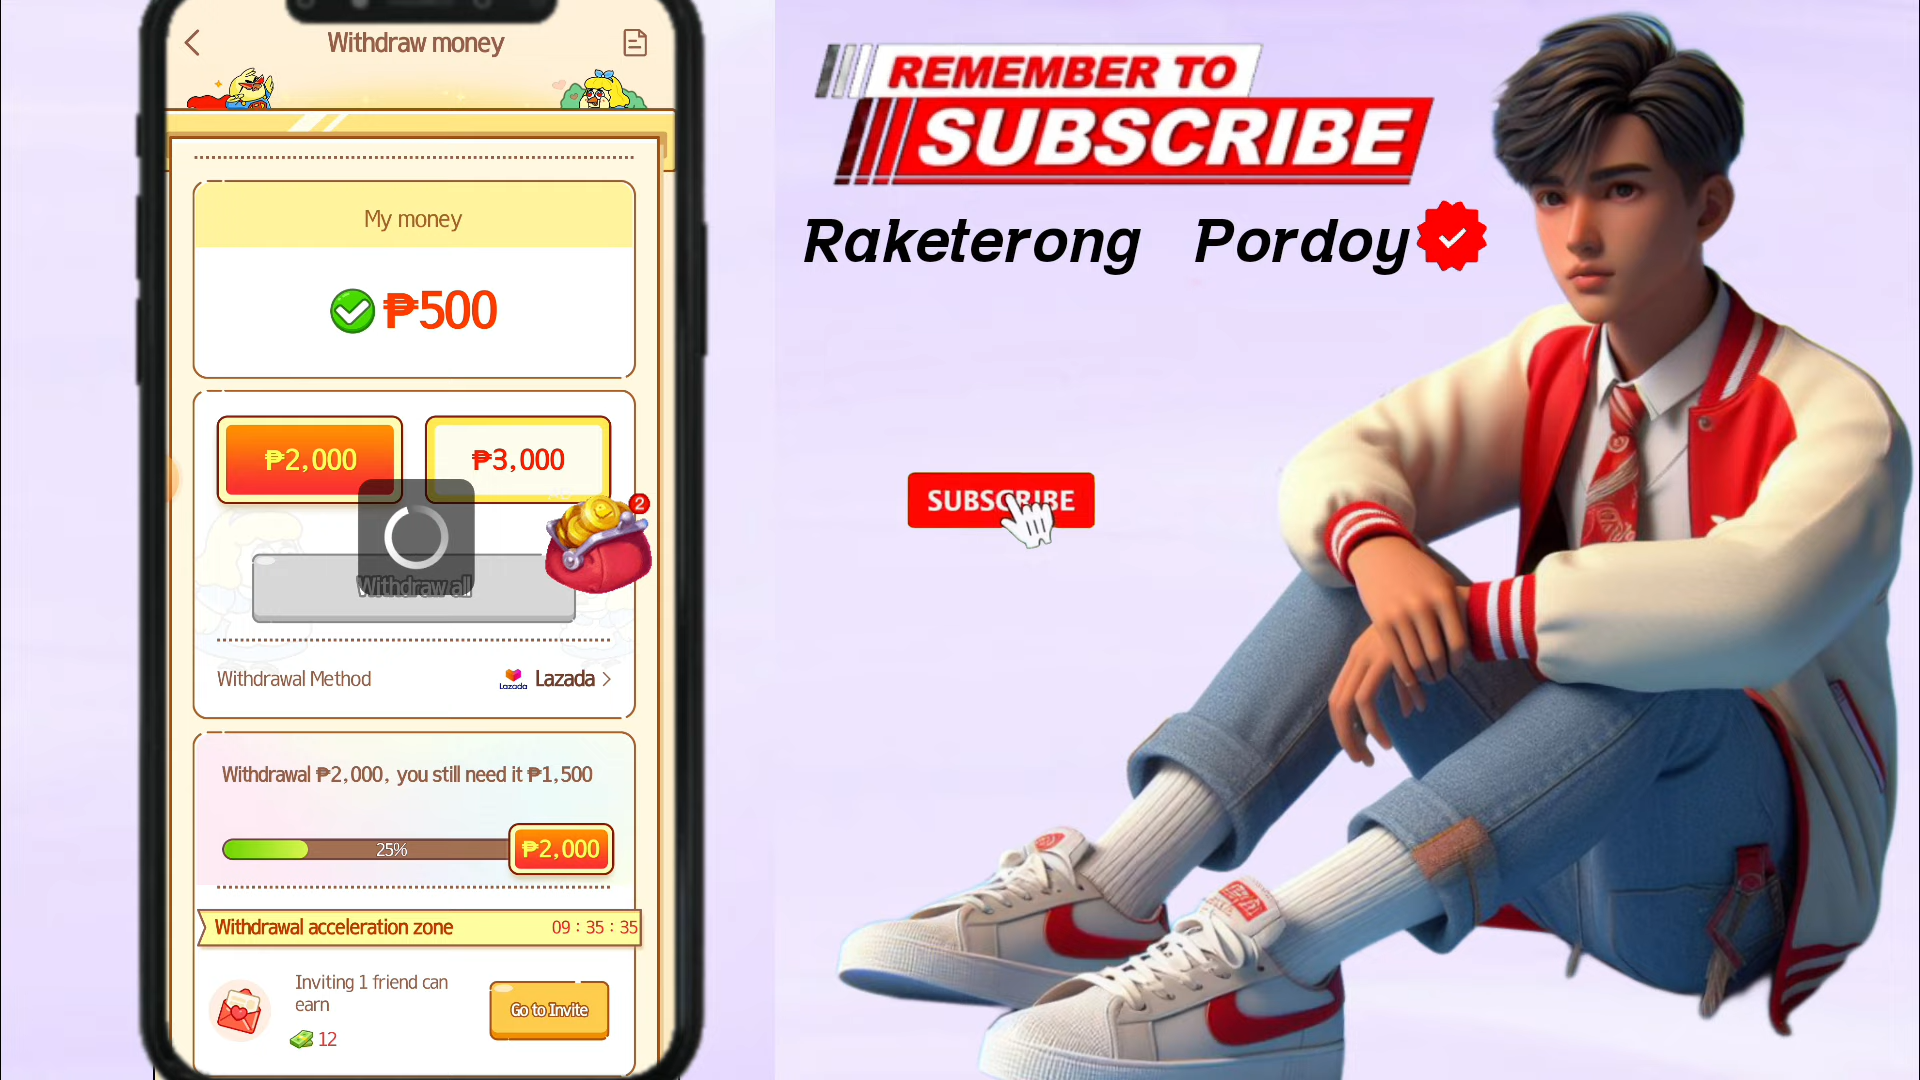 Withdraw money
My money
₱500
₱2,000
₱3,000
2
Withdraw all
Withdrawal Method
Lazada
Lazada
Withdrawal ₱2,000, you still need it ₱1,500
25%
₱2,000
Withdrawal acceleration zone
09 : 35 : 35
Inviting 1 friend can
earn
12
Go to Invite
REMEMBER TO
SUBSCRIBE
Raketerong Pordoy
SUBSCRIBE